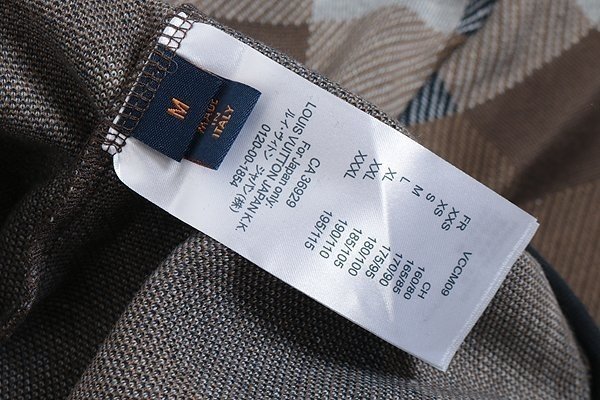 M
MADE
IN
ITALY
VCCM09
FR CH
XXS 160/80
XS 165/85
S 170/90
M 175/95
L 180/100
XL 185/105
XXL 190/110
XXXL 195/115
CA 36929
For Japan only:
LOUIS VUITTON JAPAN K.K.
ルイ・ヴィトン ジャパン(株)
0120-00-1854